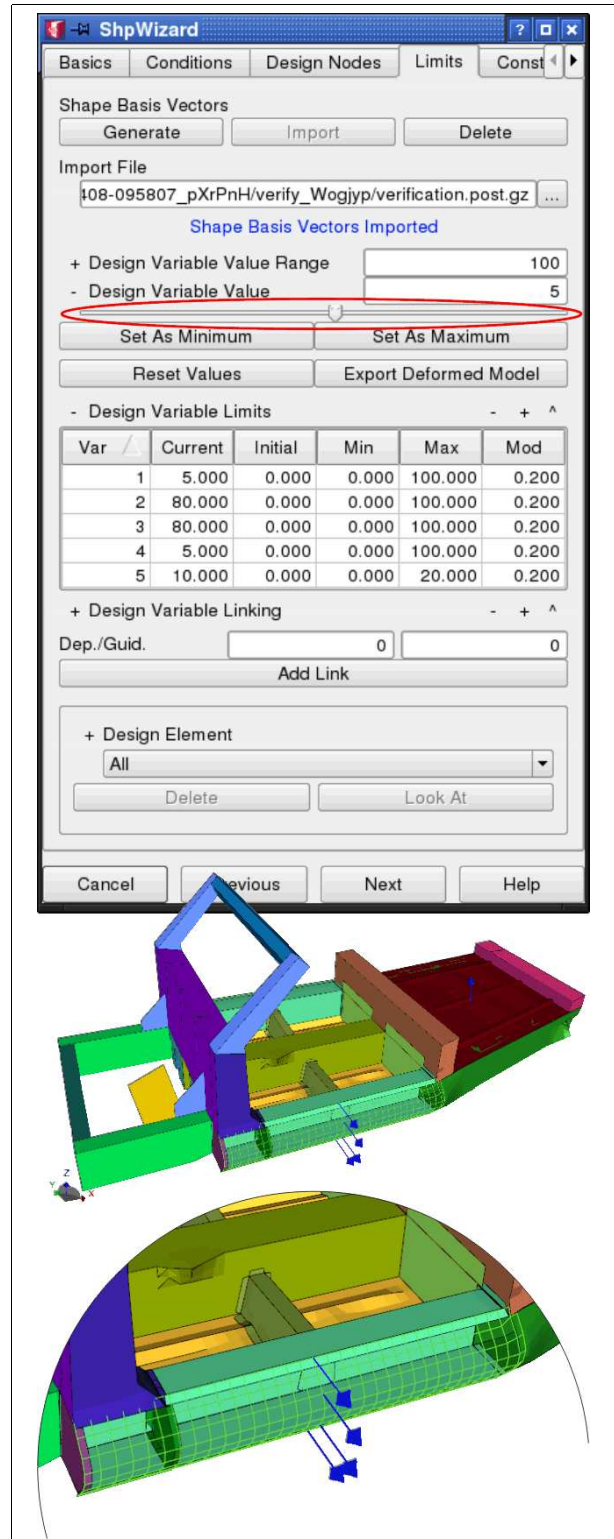 ShpWizard
Basics Conditions Design Nodes Limits Const
Shape Basis Vectors
Generate Import Delete
Import File
408-095807_pXrPnH/verify_Wogjyp/verification.post.gz ...
Shape Basis Vectors Imported
+ Design Variable Value Range 100
- Design Variable Value 5
Set As Minimum Set As Maximum
Reset Values Export Deformed Model
- Design Variable Limits - + ^
Var Current Initial Min Max Mod
1 5.000 0.000 0.000 100.000 0.200
2 80.000 0.000 0.000 100.000 0.200
3 80.000 0.000 0.000 100.000 0.200
4 5.000 0.000 0.000 100.000 0.200
5 10.000 0.000 0.000 20.000 0.200
+ Design Variable Linking - + ^
Dep./Guid. 0 0
Add Link
+ Design Element
All
Delete Look At
Cancel Previous Next Help
Z
Y X